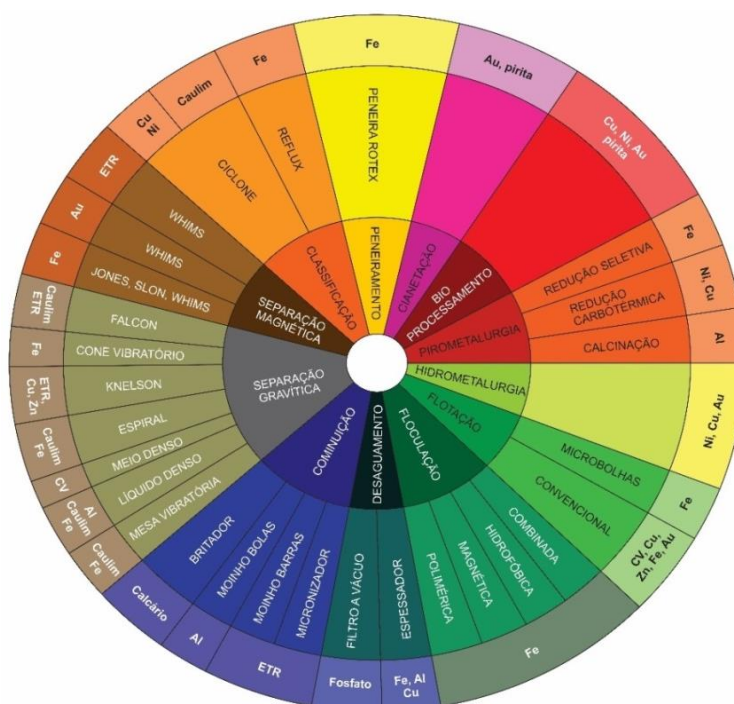 Fe
PENEIRA ROTEX
PENEIRAMENTO
Au, pirita
CIANETAÇÃO
Cu, Ni, Au
pirita
BIO
PROCESSAMENTO
Fe
REDUÇÃO SELETIVA
Ni, Cu
REDUÇÃO
CARBOTÉRMICA
Al
CALCINAÇÃO
PIROMETALURGIA
Ni, Cu, Au
HIDROMETALURGIA
Fe
MICROBOLHAS
CV, Cu,
Zn, Fe, Au
CONVENCIONAL
FLOTAÇÃO
Fe
COMBINADA
HIDROFÓBICA
MAGNÉTICA
POLIMÉRICA
FLOCULAÇÃO
Fe, Al
Cu
ESPESSADOR
Fosfato
FILTRO A VÁCUO
DESAGUAMENTO
ETR
MICRONIZADOR
MOINHO BARRAS
Al
MOINHO BOLAS
Calcário
BRITADOR
COMINUIÇÃO
Caulim
Fe
MESA VIBRATÓRIA
Al
Caulim
Fe
LÍQUIDO DENSO
CV
MEIO DENSO
Caulim
Fe
ESPIRAL
ETR,
Cu, Zn
KNELSON
Fe
CONE VIBRATÓRIO
Caulim
ETR
FALCON
SEPARAÇÃO
GRAVÍTICA
Fe
JONES, SLON, WHIMS
Au
WHIMS
ETR
WHIMS
SEPARAÇÃO
MAGNÉTICA
Cu
Ni
Caulim
CICLONE
Fe
REFLUX
CLASSIFICAÇÃO